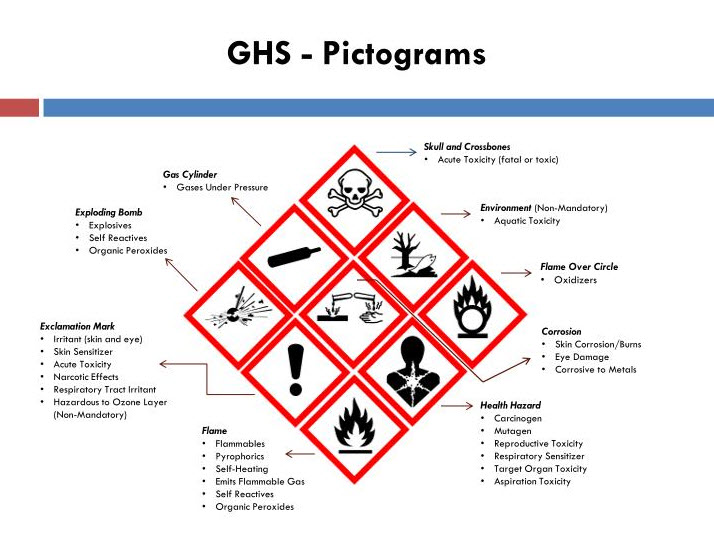 GHS - Pictograms
Skull and Crossbones
• Acute Toxicity (fatal or toxic)
Gas Cylinder
• Gases Under Pressure
Environment (Non-Mandatory)
• Aquatic Toxicity
Exploding Bomb
• Explosives
• Self Reactives
• Organic Peroxides
Flame Over Circle
• Oxidizers
Exclamation Mark
• Irritant (skin and eye)
• Skin Sensitizer
• Acute Toxicity
• Narcotic Effects
• Respiratory Tract Irritant
• Hazardous to Ozone Layer
(Non-Mandatory)
Corrosion
• Skin Corrosion/Burns
• Eye Damage
• Corrosive to Metals
Health Hazard
• Carcinogen
• Mutagen
• Reproductive Toxicity
• Respiratory Sensitizer
• Target Organ Toxicity
• Aspiration Toxicity
Flame
• Flammables
• Pyrophorics
• Self-Heating
• Emits Flammable Gas
• Self Reactives
• Organic Peroxides